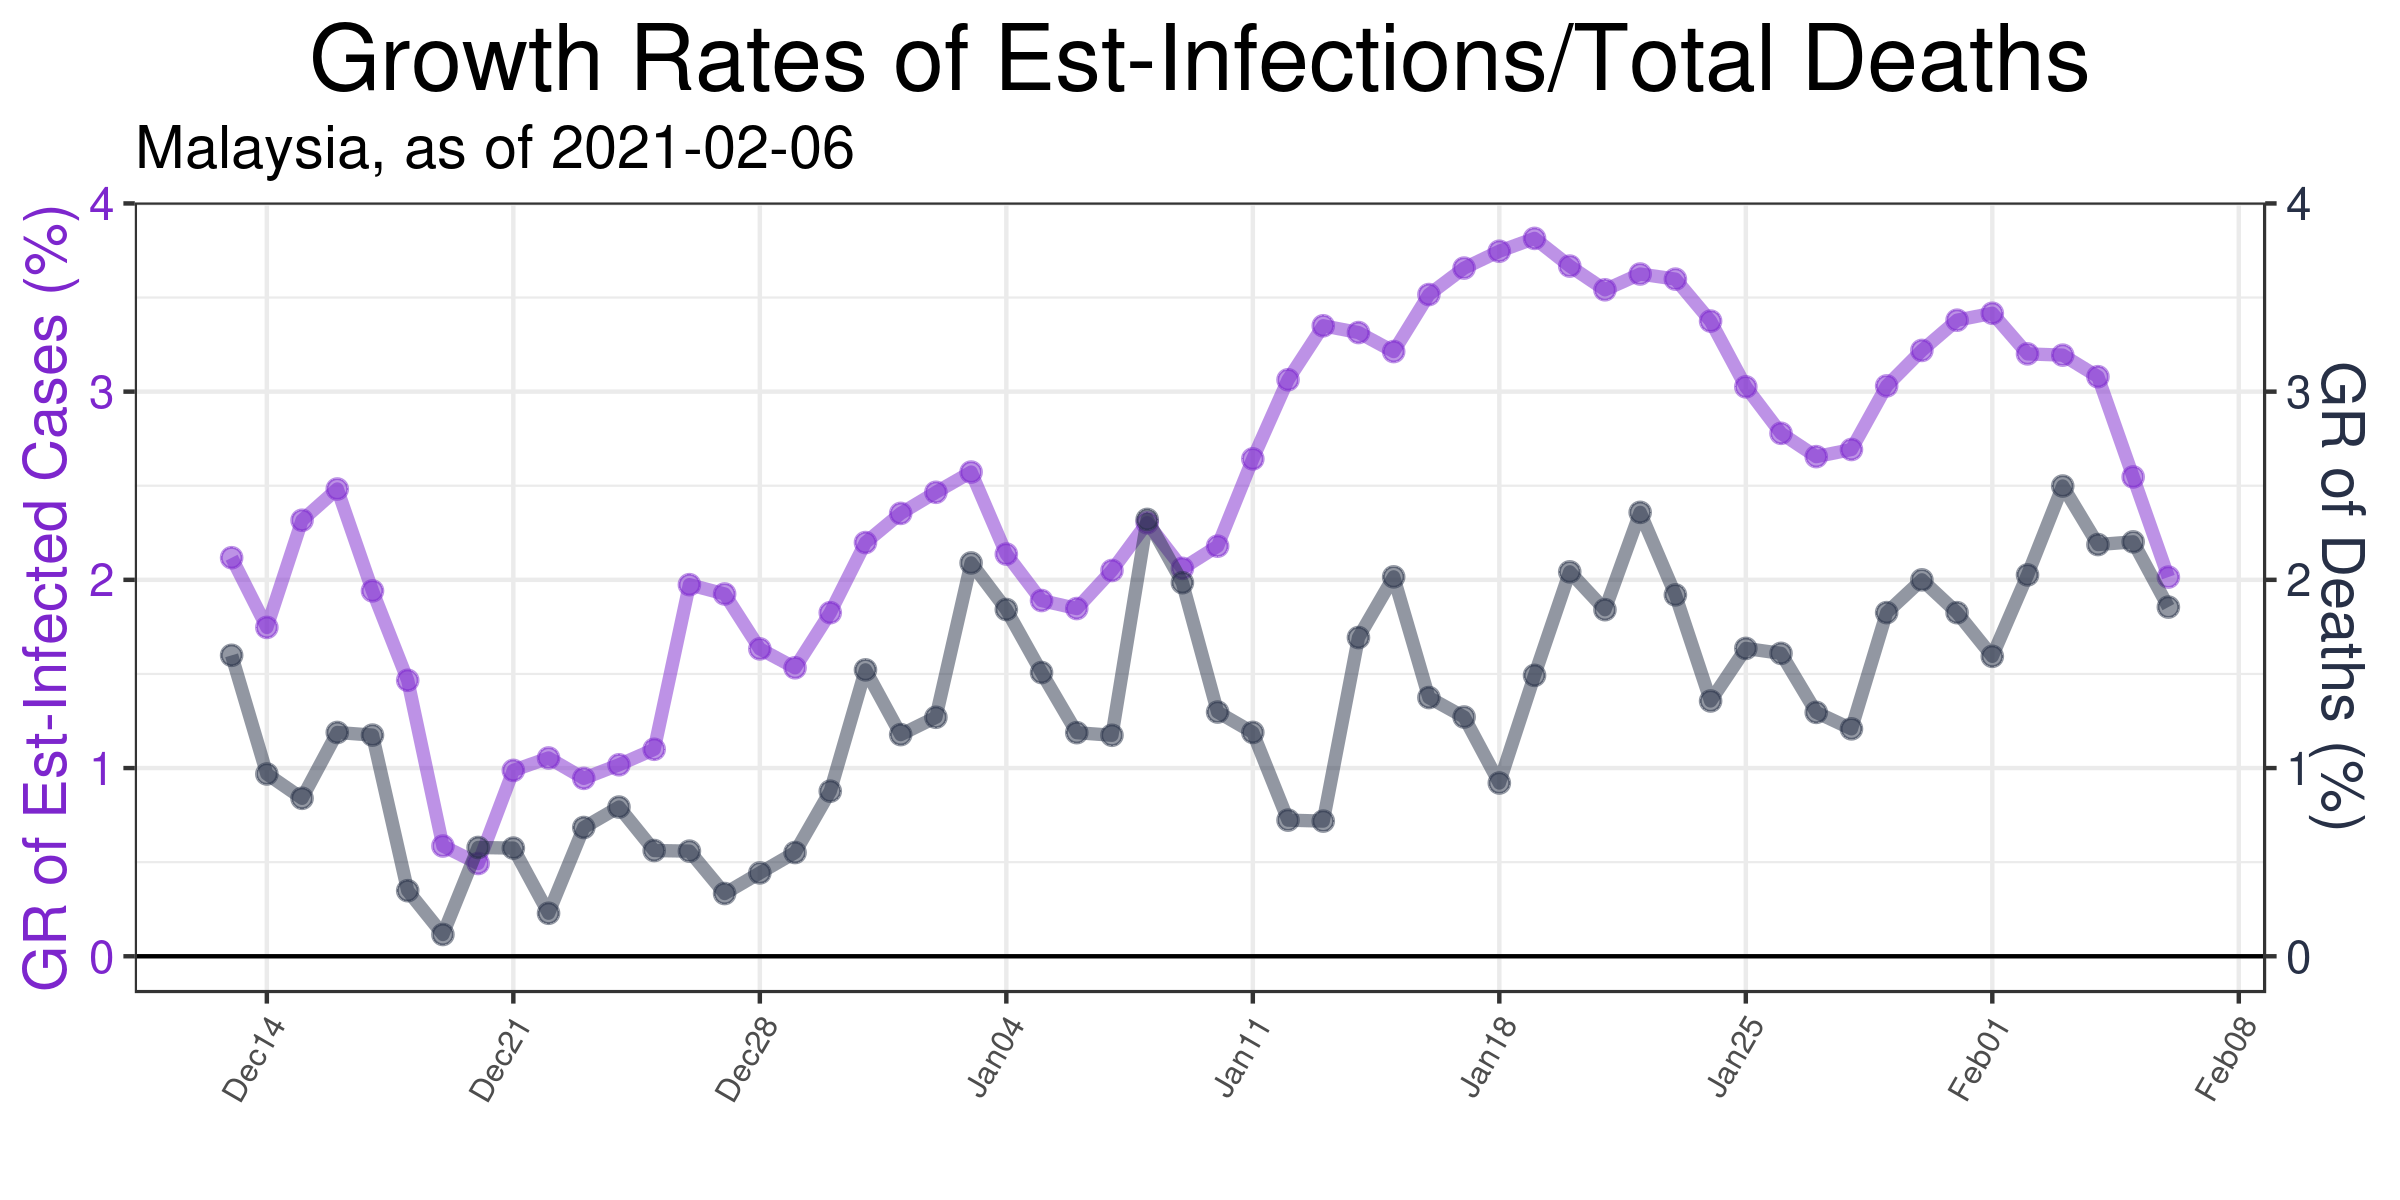 Growth Rates of Est-Infections/Total Deaths
Malaysia, as of 2021-02-06
GR of Est-Infected Cases (%)
4
3
2
1
0
4
3
2
1
0
GR of Deaths (%)
Dec14
Dec21
Dec28
Jan04
Jan11
Jan18
Jan25
Feb01
Feb08